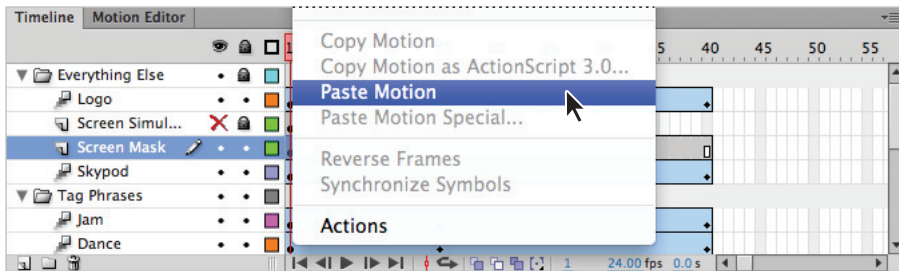 Timeline Motion Editor
1 5 40 45 50 55
Copy Motion
Copy Motion as ActionScript 3.0...
Paste Motion
Paste Motion Special...
Reverse Frames
Synchronize Symbols
Actions
Everything Else
Logo
Screen Simul...
Screen Mask
Skypod
Tag Phrases
Jam
Dance
1 24.00 fps 0.0 s